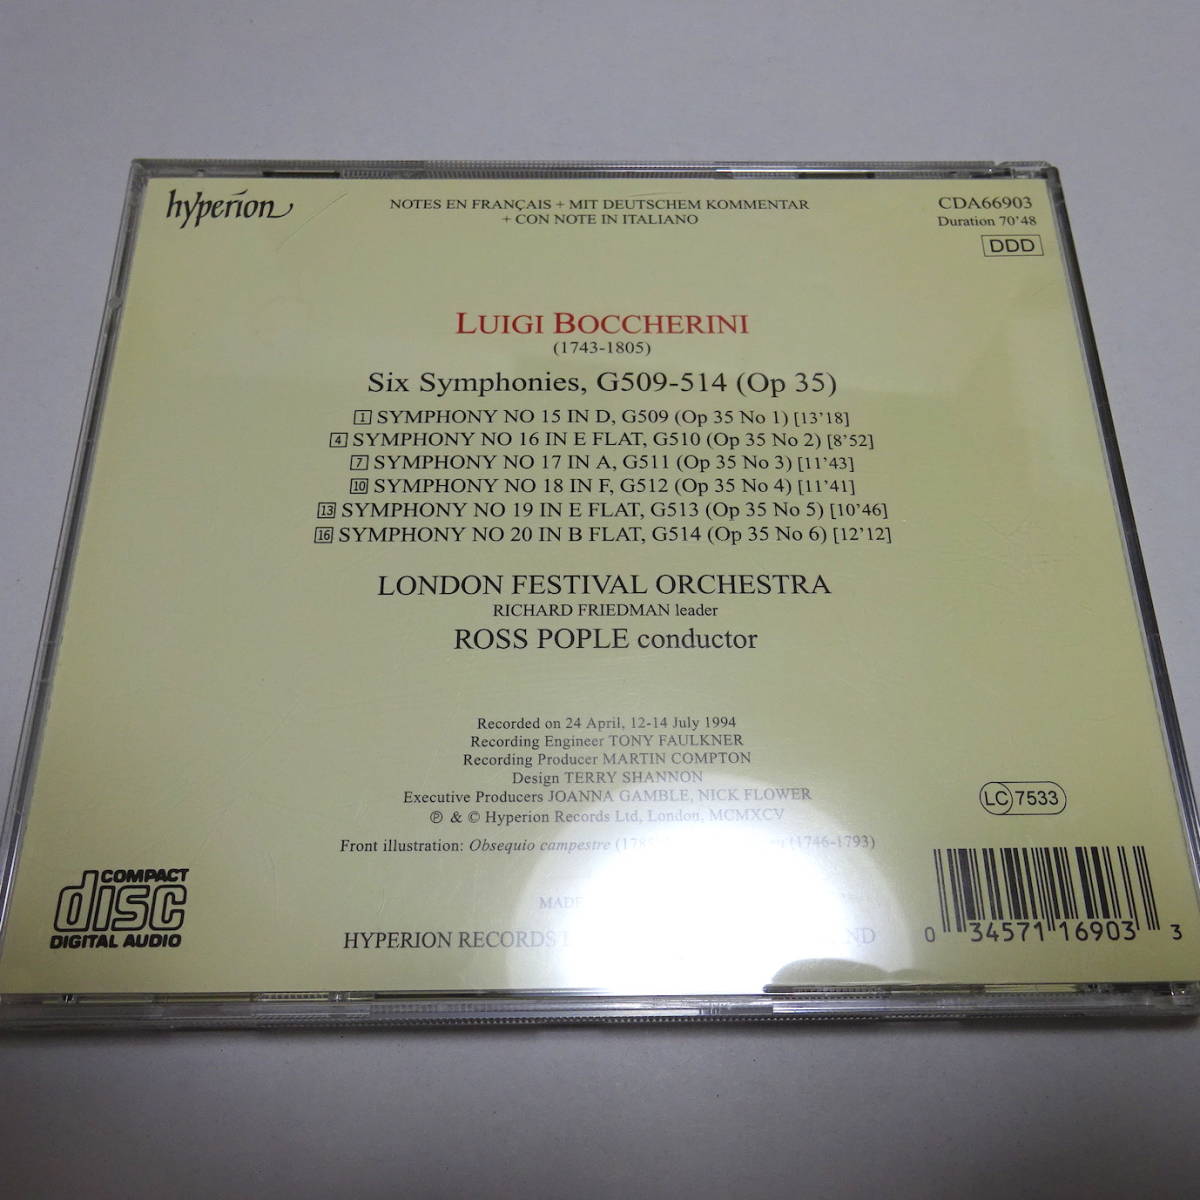 hyperion
NOTES EN FRANÇAIS + MIT DEUTSCHEM KOMMENTAR
+ CON NOTE IN ITALIANO
CDA66903
Duration 70'48
DDD
LUIGI BOCCHERINI
(1743-1805)
Six Symphonies, G509-514 (Op 35)
1 SYMPHONY NO 15 IN D, G509 (Op 35 No 1) [13'18]
4 SYMPHONY NO 16 IN E FLAT, G510 (Op 35 No 2) [8'52]
7 SYMPHONY NO 17 IN A, G511 (Op 35 No 3) [11'43]
10 SYMPHONY NO 18 IN F, G512 (Op 35 No 4) [11'41]
13 SYMPHONY NO 19 IN E FLAT, G513 (Op 35 No 5) [10'46]
16 SYMPHONY NO 20 IN B FLAT, G514 (Op 35 No 6) [12'12]
LONDON FESTIVAL ORCHESTRA
RICHARD FRIEDMAN leader
ROSS POPLE conductor
Recorded on 24 April, 12-14 July 1994
Recording Engineer TONY FAULKNER
Recording Producer MARTIN COMPTON
Design TERRY SHANNON
Executive Producers JOANNA GAMBLE, NICK FLOWER
℗ & © Hyperion Records Ltd, London, MCMXCV
Front illustration: Obsequio campestre (1746-1793)
MADE
HYPERION RECORDS
LC 7533
COMPACT
disc
DIGITAL AUDIO
0 34571 16903 3